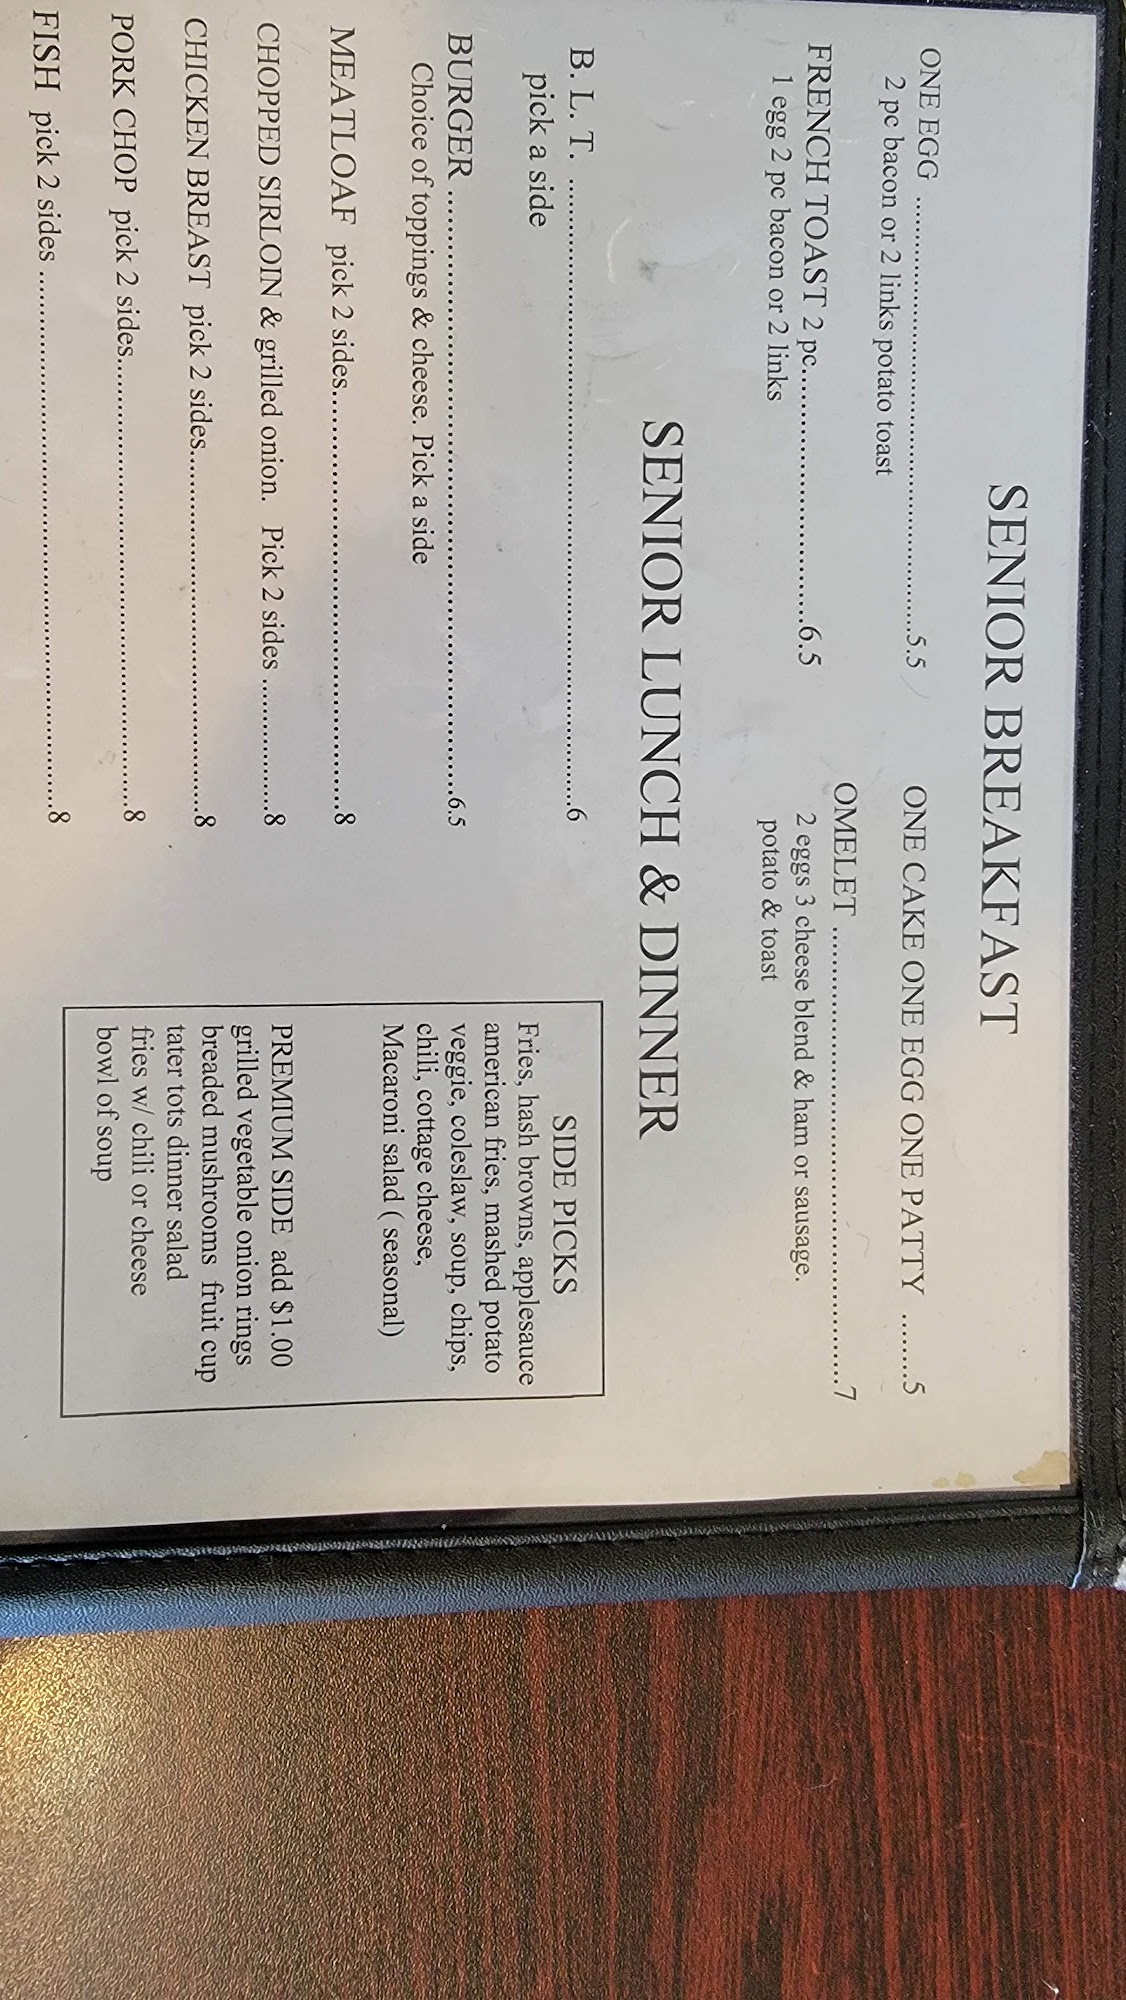 SENIOR BREAKFAST
ONE EGG ..................................................5.5
2 pc bacon or 2 links potato toast
FRENCH TOAST 2 pc..............................6.5
1 egg 2 pc bacon or 2 links
ONE CAKE ONE EGG ONE PATTY ........5
OMELET ..................................................7
2 eggs 3 cheese blend & ham or sausage.
potato & toast
SENIOR LUNCH & DINNER
B. L. T. ..................................................6
pick a side
BURGER ..................................................6.5
Choice of toppings & cheese. Pick a side
MEATLOAF pick 2 sides........................................8
CHOPPED SIRLOIN & grilled onion. Pick 2 sides ..............8
CHICKEN BREAST pick 2 sides...................................8
PORK CHOP pick 2 sides........................................8
FISH pick 2 sides ..................................................8
SIDE PICKS
Fries, hash browns, applesauce
american fries, mashed potato
veggie, coleslaw, soup, chips,
chili, cottage cheese,
Macaroni salad ( seasonal)
PREMIUM SIDE add $1.00
grilled vegetable onion rings
breaded mushrooms fruit cup
tater tots dinner salad
fries w/ chili or cheese
bowl of soup